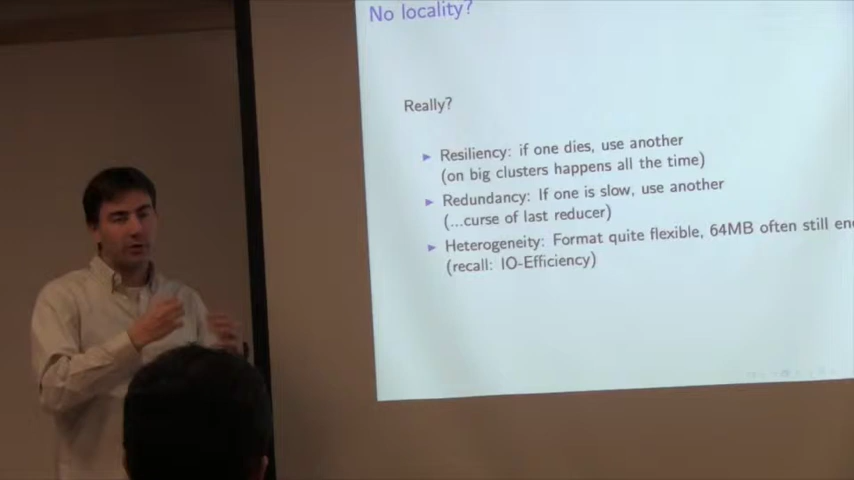 No locality?
Really?
▶ Resiliency: if one dies, use another
(on big clusters happens all the time)
▶ Redundancy: If one is slow, use another
(...curse of last reducer)
▶ Heterogeneity: Format quite flexible, 64MB often still
(recall: IO-Efficiency)